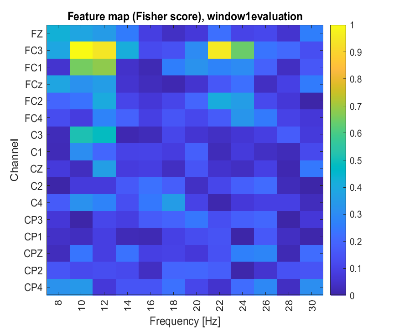 Feature map (Fisher score), window1evaluation
FZ
FC3
FC1
FCz
FC2
FC4
C3
C1
CZ
C2
C4
CP3
CP1
CPZ
CP2
CP4
Channel
8 10 12 14 16 18 20 22 24 26 28 30
Frequency [Hz]
1
0.9
0.8
0.7
0.6
0.5
0.4
0.3
0.2
0.1
0